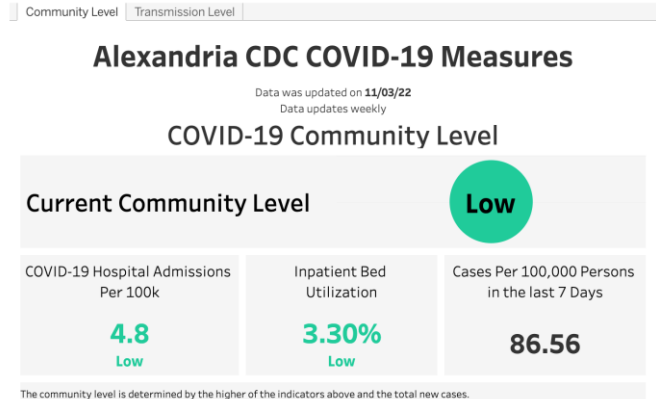 Community Level Transmission Level
Alexandria CDC COVID-19 Measures
Data was updated on 11/03/22
Data updates weekly
COVID-19 Community Level
Current Community Level Low
COVID-19 Hospital Admissions
Per 100k
4.8
Low
Inpatient Bed
Utilization
3.30%
Low
Cases Per 100,000 Persons
in the last 7 Days
86.56
The community level is determined by the higher of the indicators above and the total new cases.